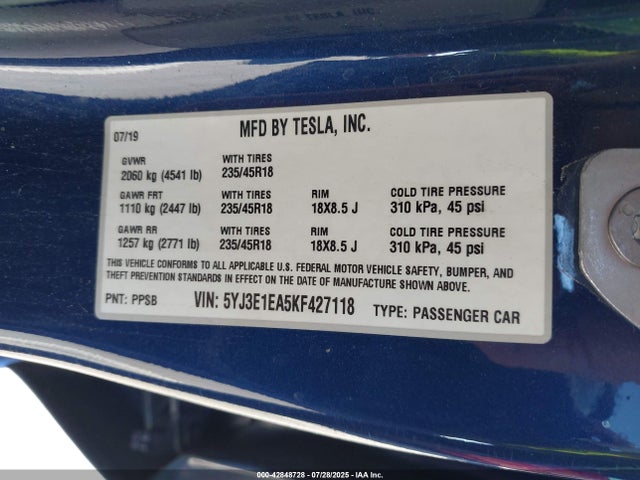 07/19 MFD BY TESLA, INC.
GVWR WITH TIRES
2060 kg (4541 lb) 235/45R18
GAWR FRT WITH TIRES RIM COLD TIRE PRESSURE
1110 kg (2447 lb) 235/45R18 18X8.5 J 310 kPa, 45 psi
GAWR RR WITH TIRES RIM COLD TIRE PRESSURE
1257 kg (2771 lb) 235/45R18 18X8.5 J 310 kPa, 45 psi
THIS VEHICLE CONFORMS TO ALL APPLICABLE U.S. FEDERAL MOTOR VEHICLE SAFETY, BUMPER, AND
THEFT PREVENTION STANDARDS IN EFFECT ON THE DATE OF MANUFACTURE SHOWN ABOVE.
PNT: PPSB VIN: 5YJ3E1EA5KF427118 TYPE: PASSENGER CAR
000-42848728 - 07/28/2025 - IAA Inc.